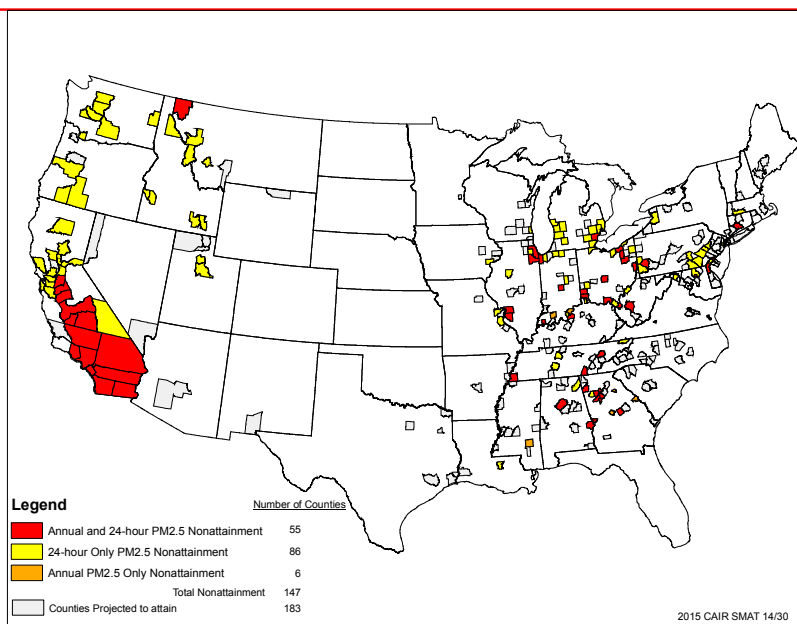 Legend
Number of Counties
Annual and 24-hour PM2.5 Nonattainment 55
24-hour Only PM2.5 Nonattainment 86
Annual PM2.5 Only Nonattainment 6
Total Nonattainment 147
Counties Projected to attain 183
2015 CAIR SMAT 14/30